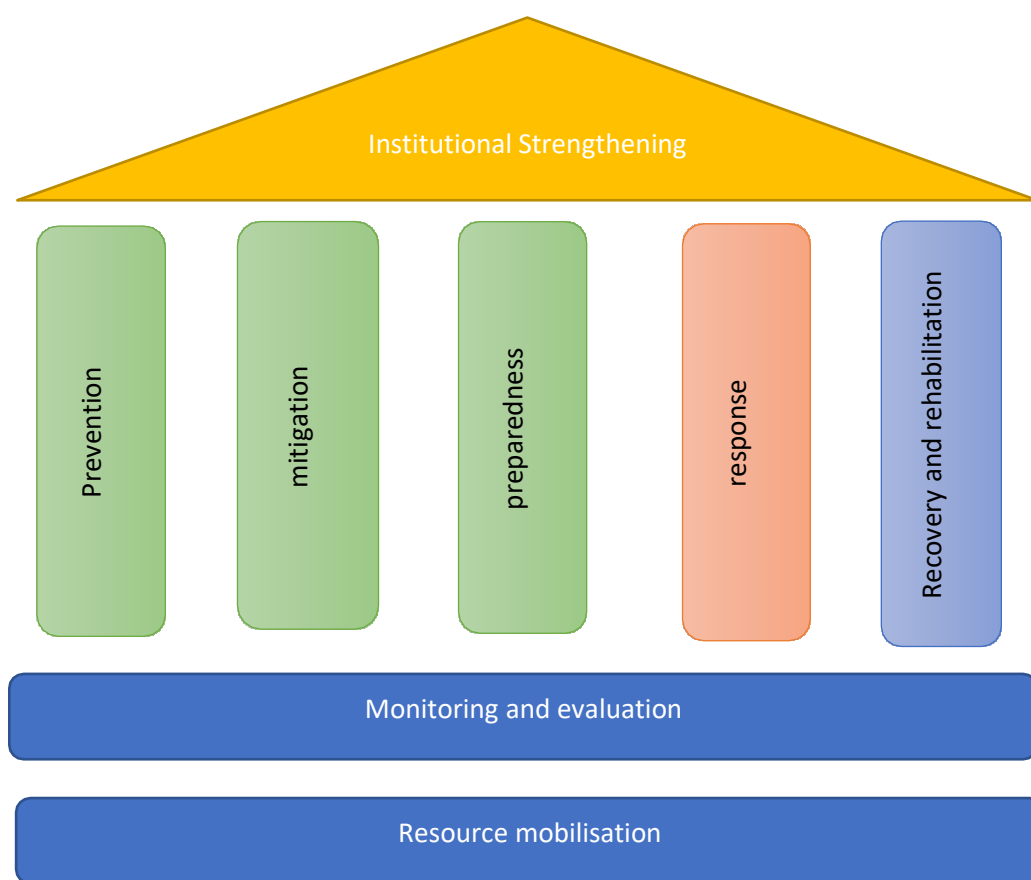 Institutional Strengthening
Prevention
mitigation
preparedness
response
Recovery and rehabilitation
Monitoring and evaluation
Resource mobilisation